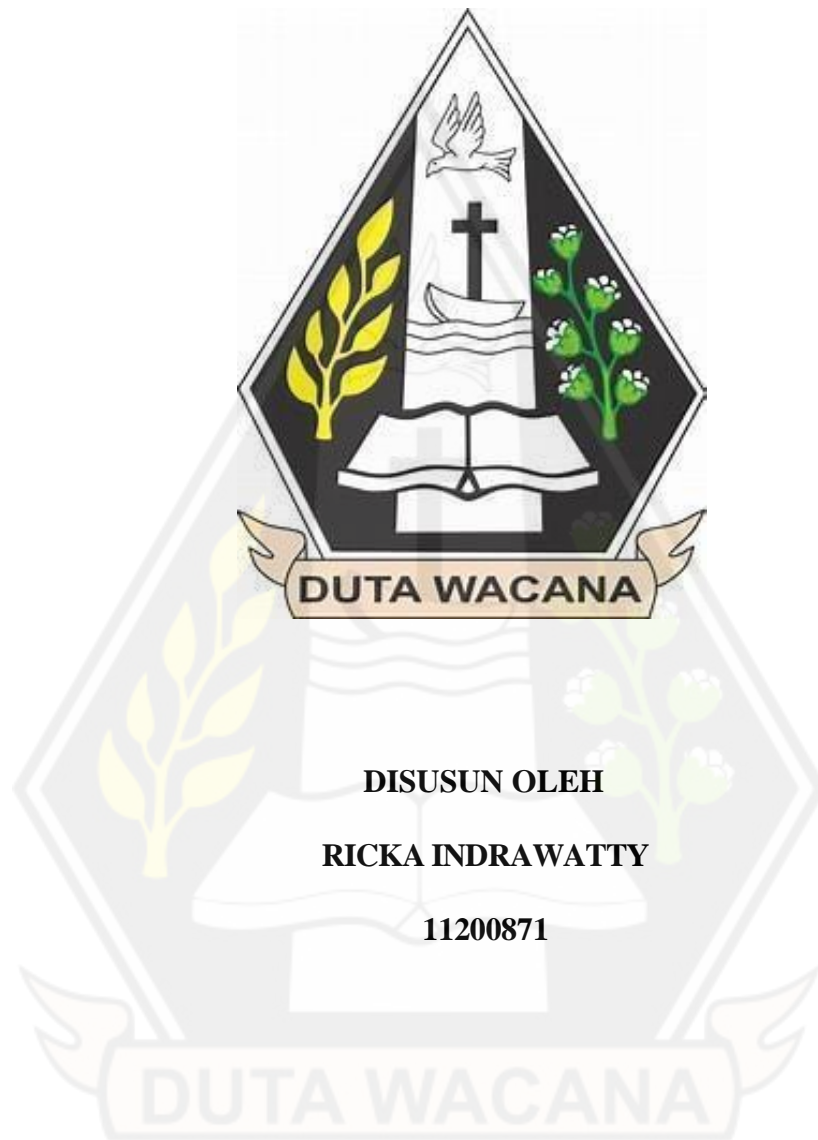 DUTA WACANA
DISUSUN OLEH
RICKA INDRAWATTY
11200871
DUTA WACANA